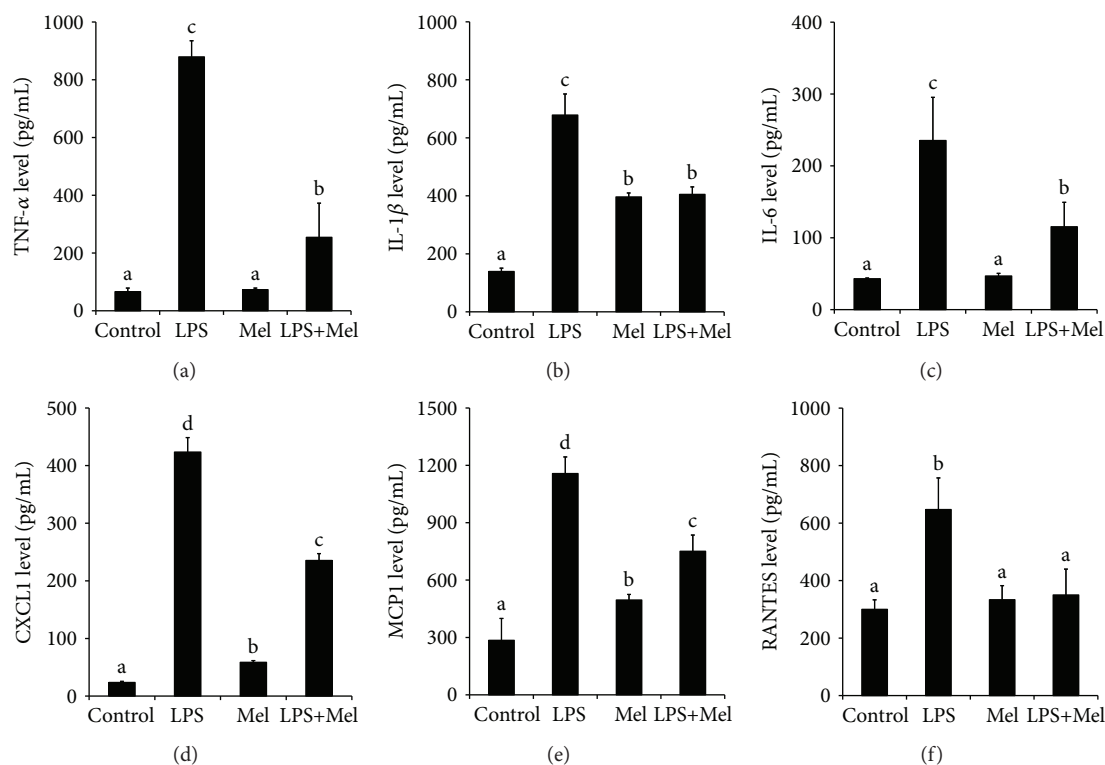 TNF-α level (pg/mL)
1000
800
600
400
200
0
a
c
a
b
Control LPS Mel LPS+Mel
(a)
IL-1β level (pg/mL)
1000
800
600
400
200
0
a
c
b
b
Control LPS Mel LPS+Mel
(b)
IL-6 level (pg/mL)
400
300
200
100
0
a
c
a
b
Control LPS Mel LPS+Mel
(c)
CXCL1 level (pg/mL)
500
400
300
200
100
0
a
d
b
c
Control LPS Mel LPS+Mel
(d)
MCP1 level (pg/mL)
1500
1200
900
600
300
0
a
d
b
c
Control LPS Mel LPS+Mel
(e)
RANTES level (pg/mL)
1000
800
600
400
200
0
a
b
a
a
Control LPS Mel LPS+Mel
(f)